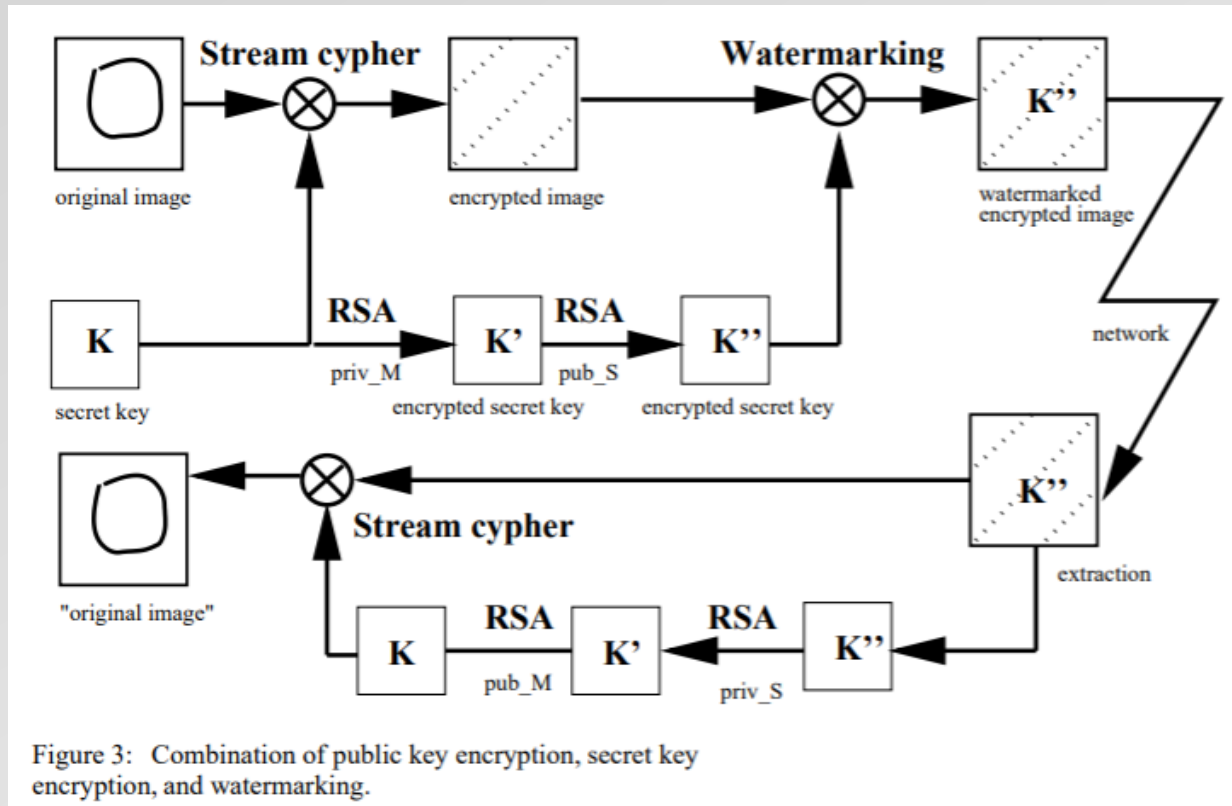 Stream cypher
Watermarking
K’’
original image
encrypted image
watermarked
encrypted image
K
RSA
priv_M
K’
RSA
pub_S
K’’
network
secret key
encrypted secret key
encrypted secret key
K’’
Stream cypher
extraction
"original image"
K
RSA
pub_M
K’
RSA
priv_S
K’’
Figure 3: Combination of public key encryption, secret key
encryption, and watermarking.